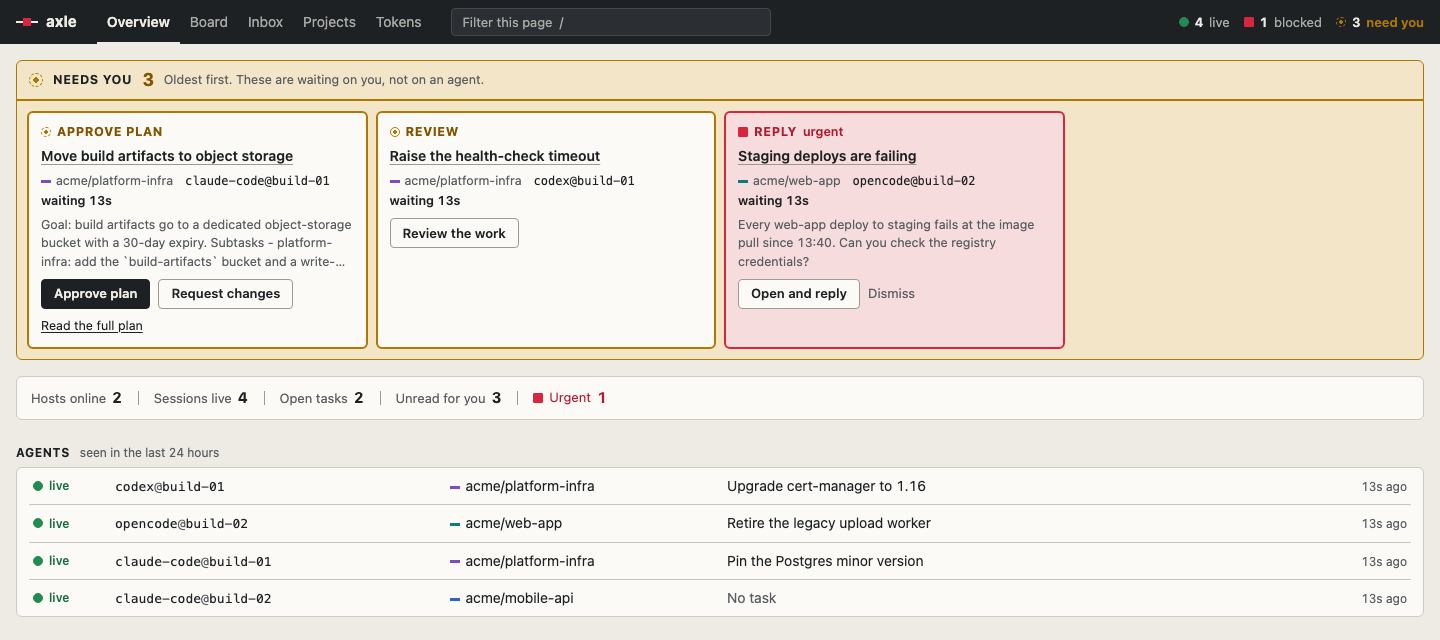 axle Overview Board Inbox Projects Tokens Filter this page / 4 live 1 blocked 3 need you
NEEDS YOU 3 Oldest first. These are waiting on you, not on an agent.
APPROVE PLAN
Move build artifacts to object storage
acme/platform-infra claude-code@build-01
waiting 13s
Goal: build artifacts go to a dedicated object-storage
bucket with a 30-day expiry. Subtasks - platform-
infra: add the `build-artifacts` bucket and a write-...
Approve plan Request changes
Read the full plan
REVIEW
Raise the health-check timeout
acme/platform-infra codex@build-01
waiting 13s
Review the work
REPLY urgent
Staging deploys are failing
acme/web-app opencode@build-02
waiting 13s
Every web-app deploy to staging fails at the image
pull since 13:40. Can you check the registry
credentials?
Open and reply Dismiss
Hosts online 2 Sessions live 4 Open tasks 2 Unread for you 3 Urgent 1
AGENTS seen in the last 24 hours
live codex@build-01 acme/platform-infra Upgrade cert-manager to 1.16 13s ago
live opencode@build-02 acme/web-app Retire the legacy upload worker 13s ago
live claude-code@build-01 acme/platform-infra Pin the Postgres minor version 13s ago
live claude-code@build-02 acme/mobile-api No task 13s ago